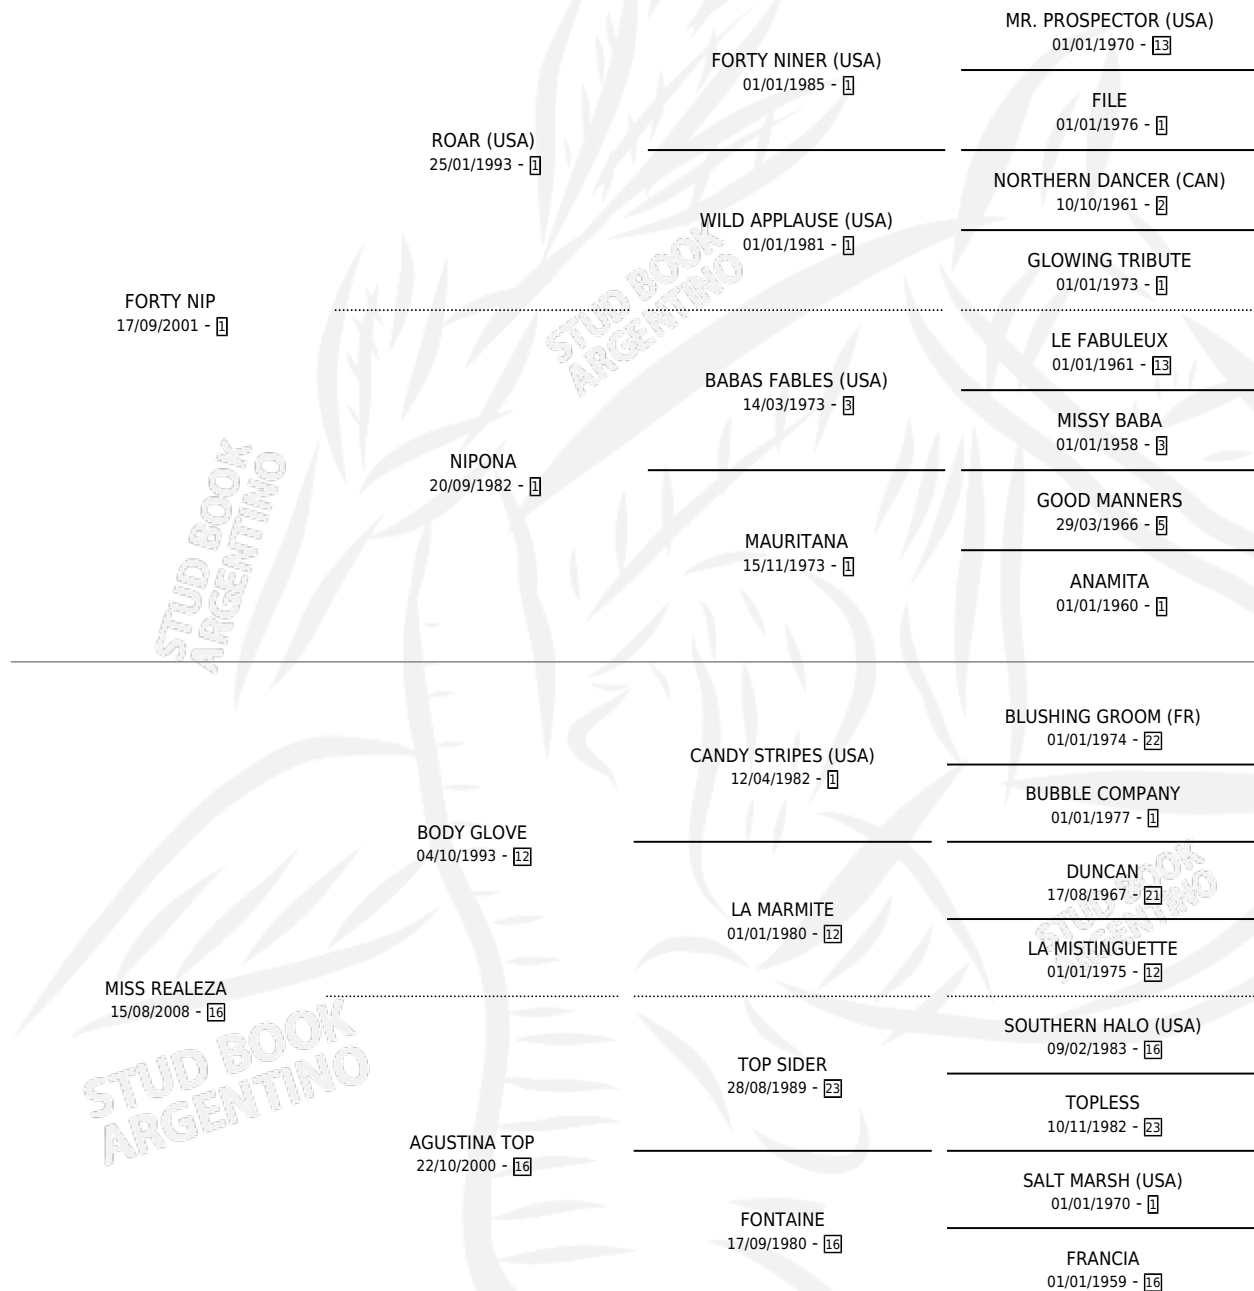 MR. PROSPECTOR (USA)
01/01/1970 - 13
FORTY NINER (USA)
01/01/1985 - 1
FILE
01/01/1976 - 1
ROAR (USA)
25/01/1993 - 1
NORTHERN DANCER (CAN)
10/10/1961 - 2
WILD APPLAUSE (USA)
01/01/1981 - 1
GLOWING TRIBUTE
01/01/1973 - 1
FORTY NIP
17/09/2001 - 1
LE FABULEUX
01/01/1961 - 13
BABAS FABLES (USA)
14/03/1973 - 3
MISSY BABA
01/01/1958 - 3
NIPONA
20/09/1982 - 1
GOOD MANNERS
29/03/1966 - 5
MAURITANA
15/11/1973 - 1
ANAMITA
01/01/1960 - 1
STUD BOOK
ARGENTINO
STUD BOOK
ARGENTINO
BLUSHING GROOM (FR)
01/01/1974 - 22
CANDY STRIPES (USA)
12/04/1982 - 1
BUBBLE COMPANY
01/01/1977 - 1
BODY GLOVE
04/10/1993 - 12
DUNCAN
17/08/1967 - 21
LA MARMITE
01/01/1980 - 12
LA MISTINGUETTE
01/01/1975 - 12
STUD BOOK
ARGENTINO
MISS REALEZA
15/08/2008 - 16
SOUTHERN HALO (USA)
09/02/1983 - 16
TOP SIDER
28/08/1989 - 23
TOPLESS
10/11/1982 - 23
STUD BOOK
ARGENTINO
AGUSTINA TOP
22/10/2000 - 16
SALT MARSH (USA)
01/01/1970 - 1
FONTAINE
17/09/1980 - 16
FRANCIA
01/01/1959 - 16